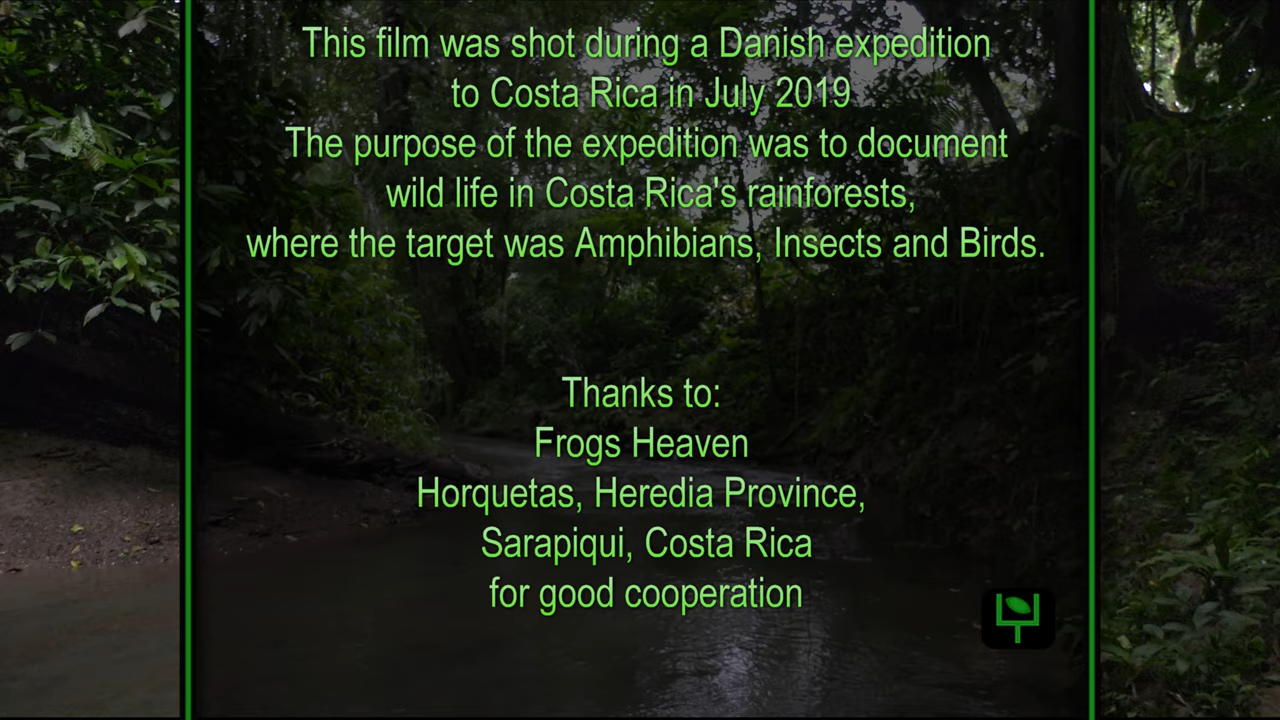 This film was shot during a Danish expedition
to Costa Rica in July 2019
The purpose of the expedition was to document
wild life in Costa Rica's rainforests,
where the target was Amphibians, Insects and Birds.
Thanks to:
Frogs Heaven
Horquetas, Heredia Province,
Sarapiqui, Costa Rica
for good cooperation